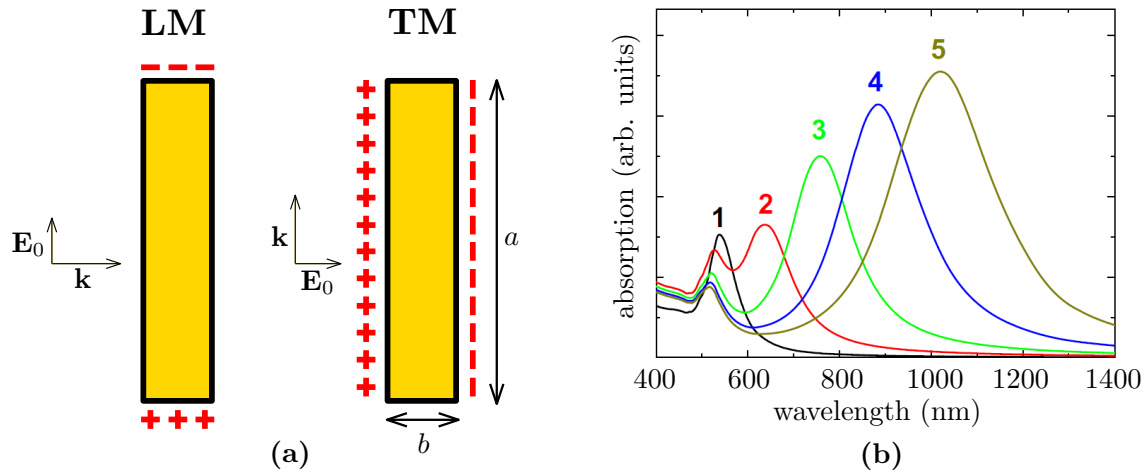 LM
TM
E₀
k
k
E₀
a
b
(a)
absorption (arb. units)
1
2
3
4
5
400
600
800
1000
1200
1400
wavelength (nm)
(b)